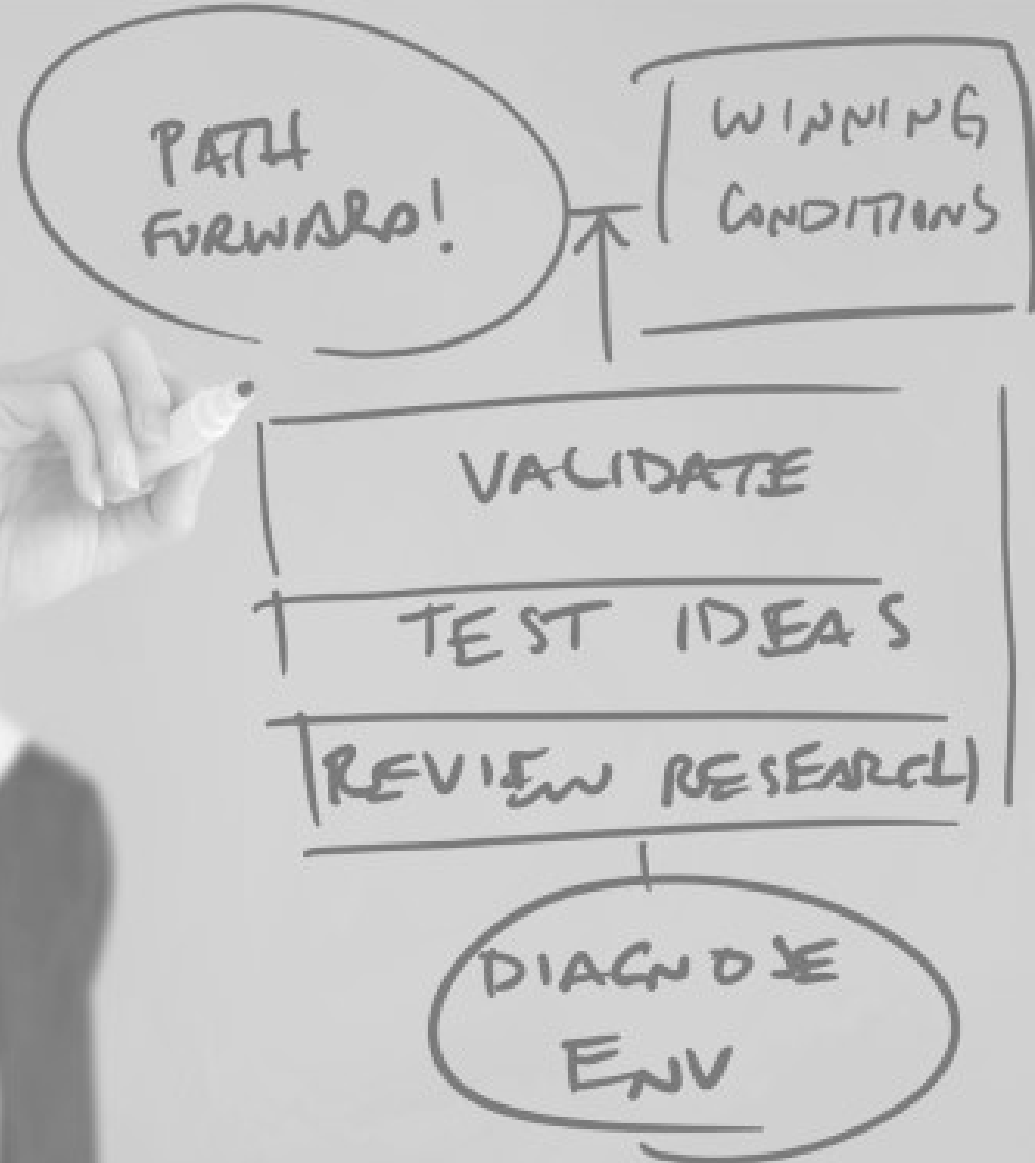 PATH
FORWARD!
WINNING
CONDITIONS
VALIDATE
TEST IDEAS
REVIEW RESEARCH
DIAGNOSE
ENV